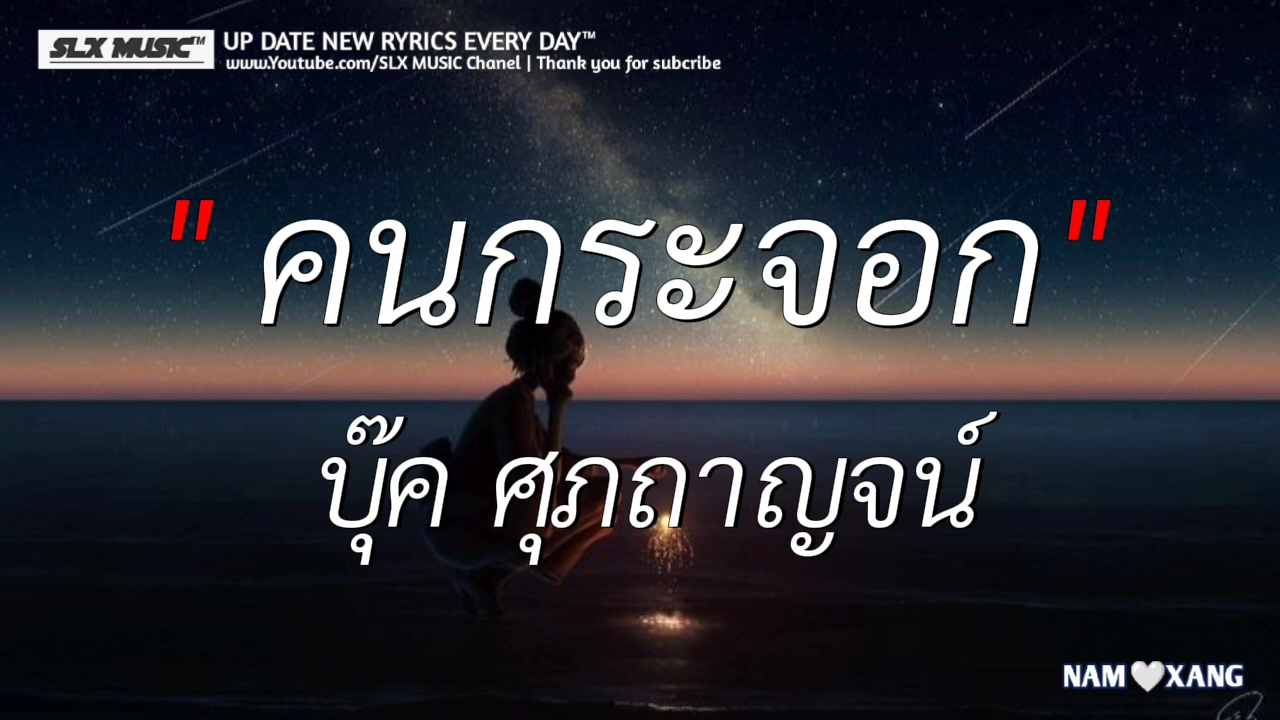 SLX MUSIC™ UP DATE NEW RYRICS EVERY DAY™
www.Youtube.com/SLX MUSIC Chanel | Thank you for subcribe
" คนกระจอก"
บุ๊ค ศุภถาญจน์
NAM🤍XANG